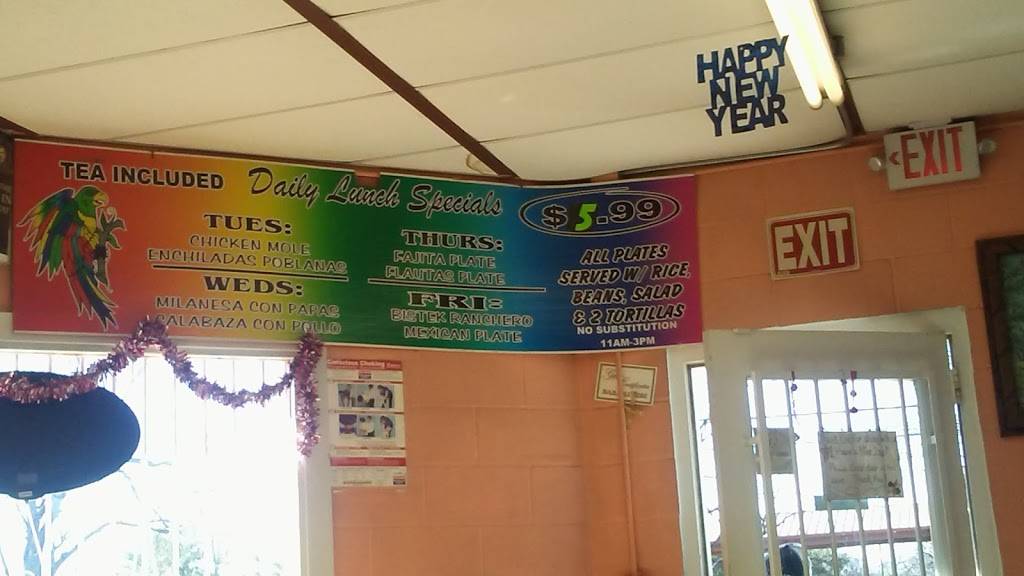 HAPPY
NEW
YEAR
EXIT
EXIT
TEA INCLUDED
Daily Lunch Specials
$5.99
TUES:
CHICKEN MOLE
ENCHILADAS POBLANAS
WEDS:
MILANESA CON PAPAS
CALABAZA CON POLLO
THURS:
FAJITA PLATE
FLAUTAS PLATE
FRI:
BISTEK RANCHERO
MEXICAN PLATE
ALL PLATES
SERVED W/ RICE,
BEANS, SALAD
& 2 TORTILLAS
NO SUBSTITUTION
11AM-3PM